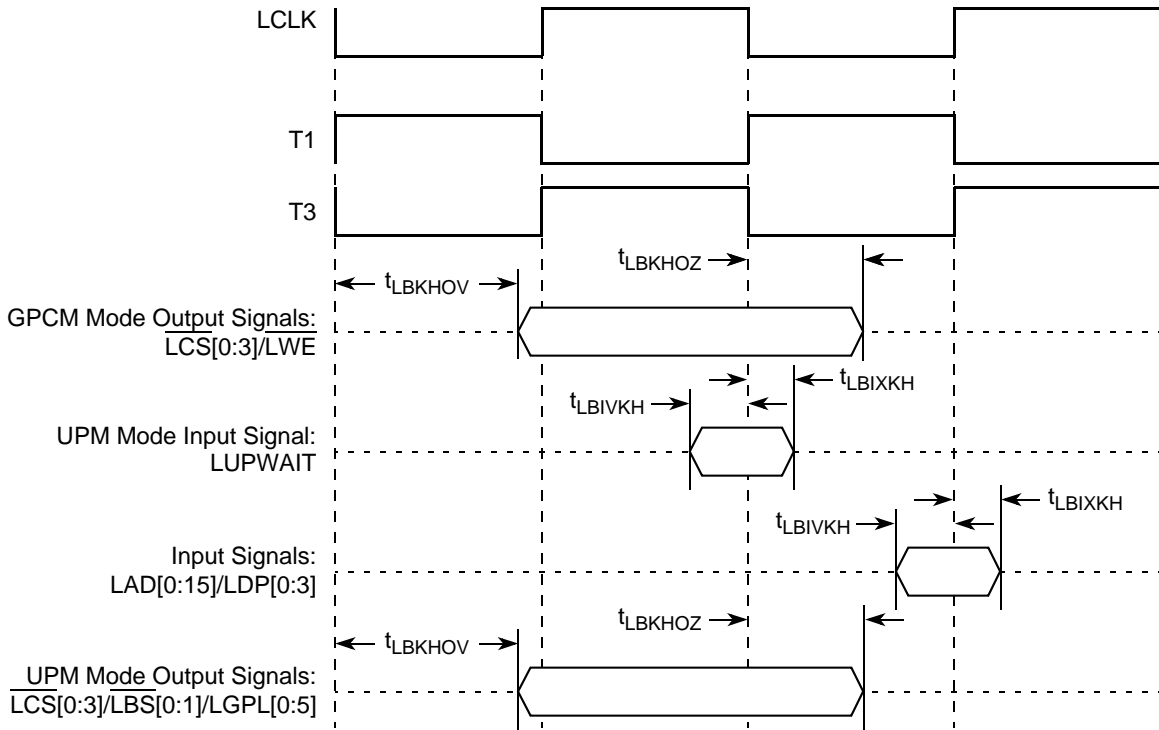 LCLK
T1
T3
tLBKHOV
tLBKHOZ
GPCM Mode Output Signals:
LCS[0:3]/LWE
tLBIXKH
tLBIVKH
UPM Mode Input Signal:
LUPWAIT
tLBIXKH
tLBIVKH
Input Signals:
LAD[0:15]/LDP[0:3]
tLBKHOZ
tLBKHOV
UPM Mode Output Signals:
LCS[0:3]/LBS[0:1]/LGPL[0:5]